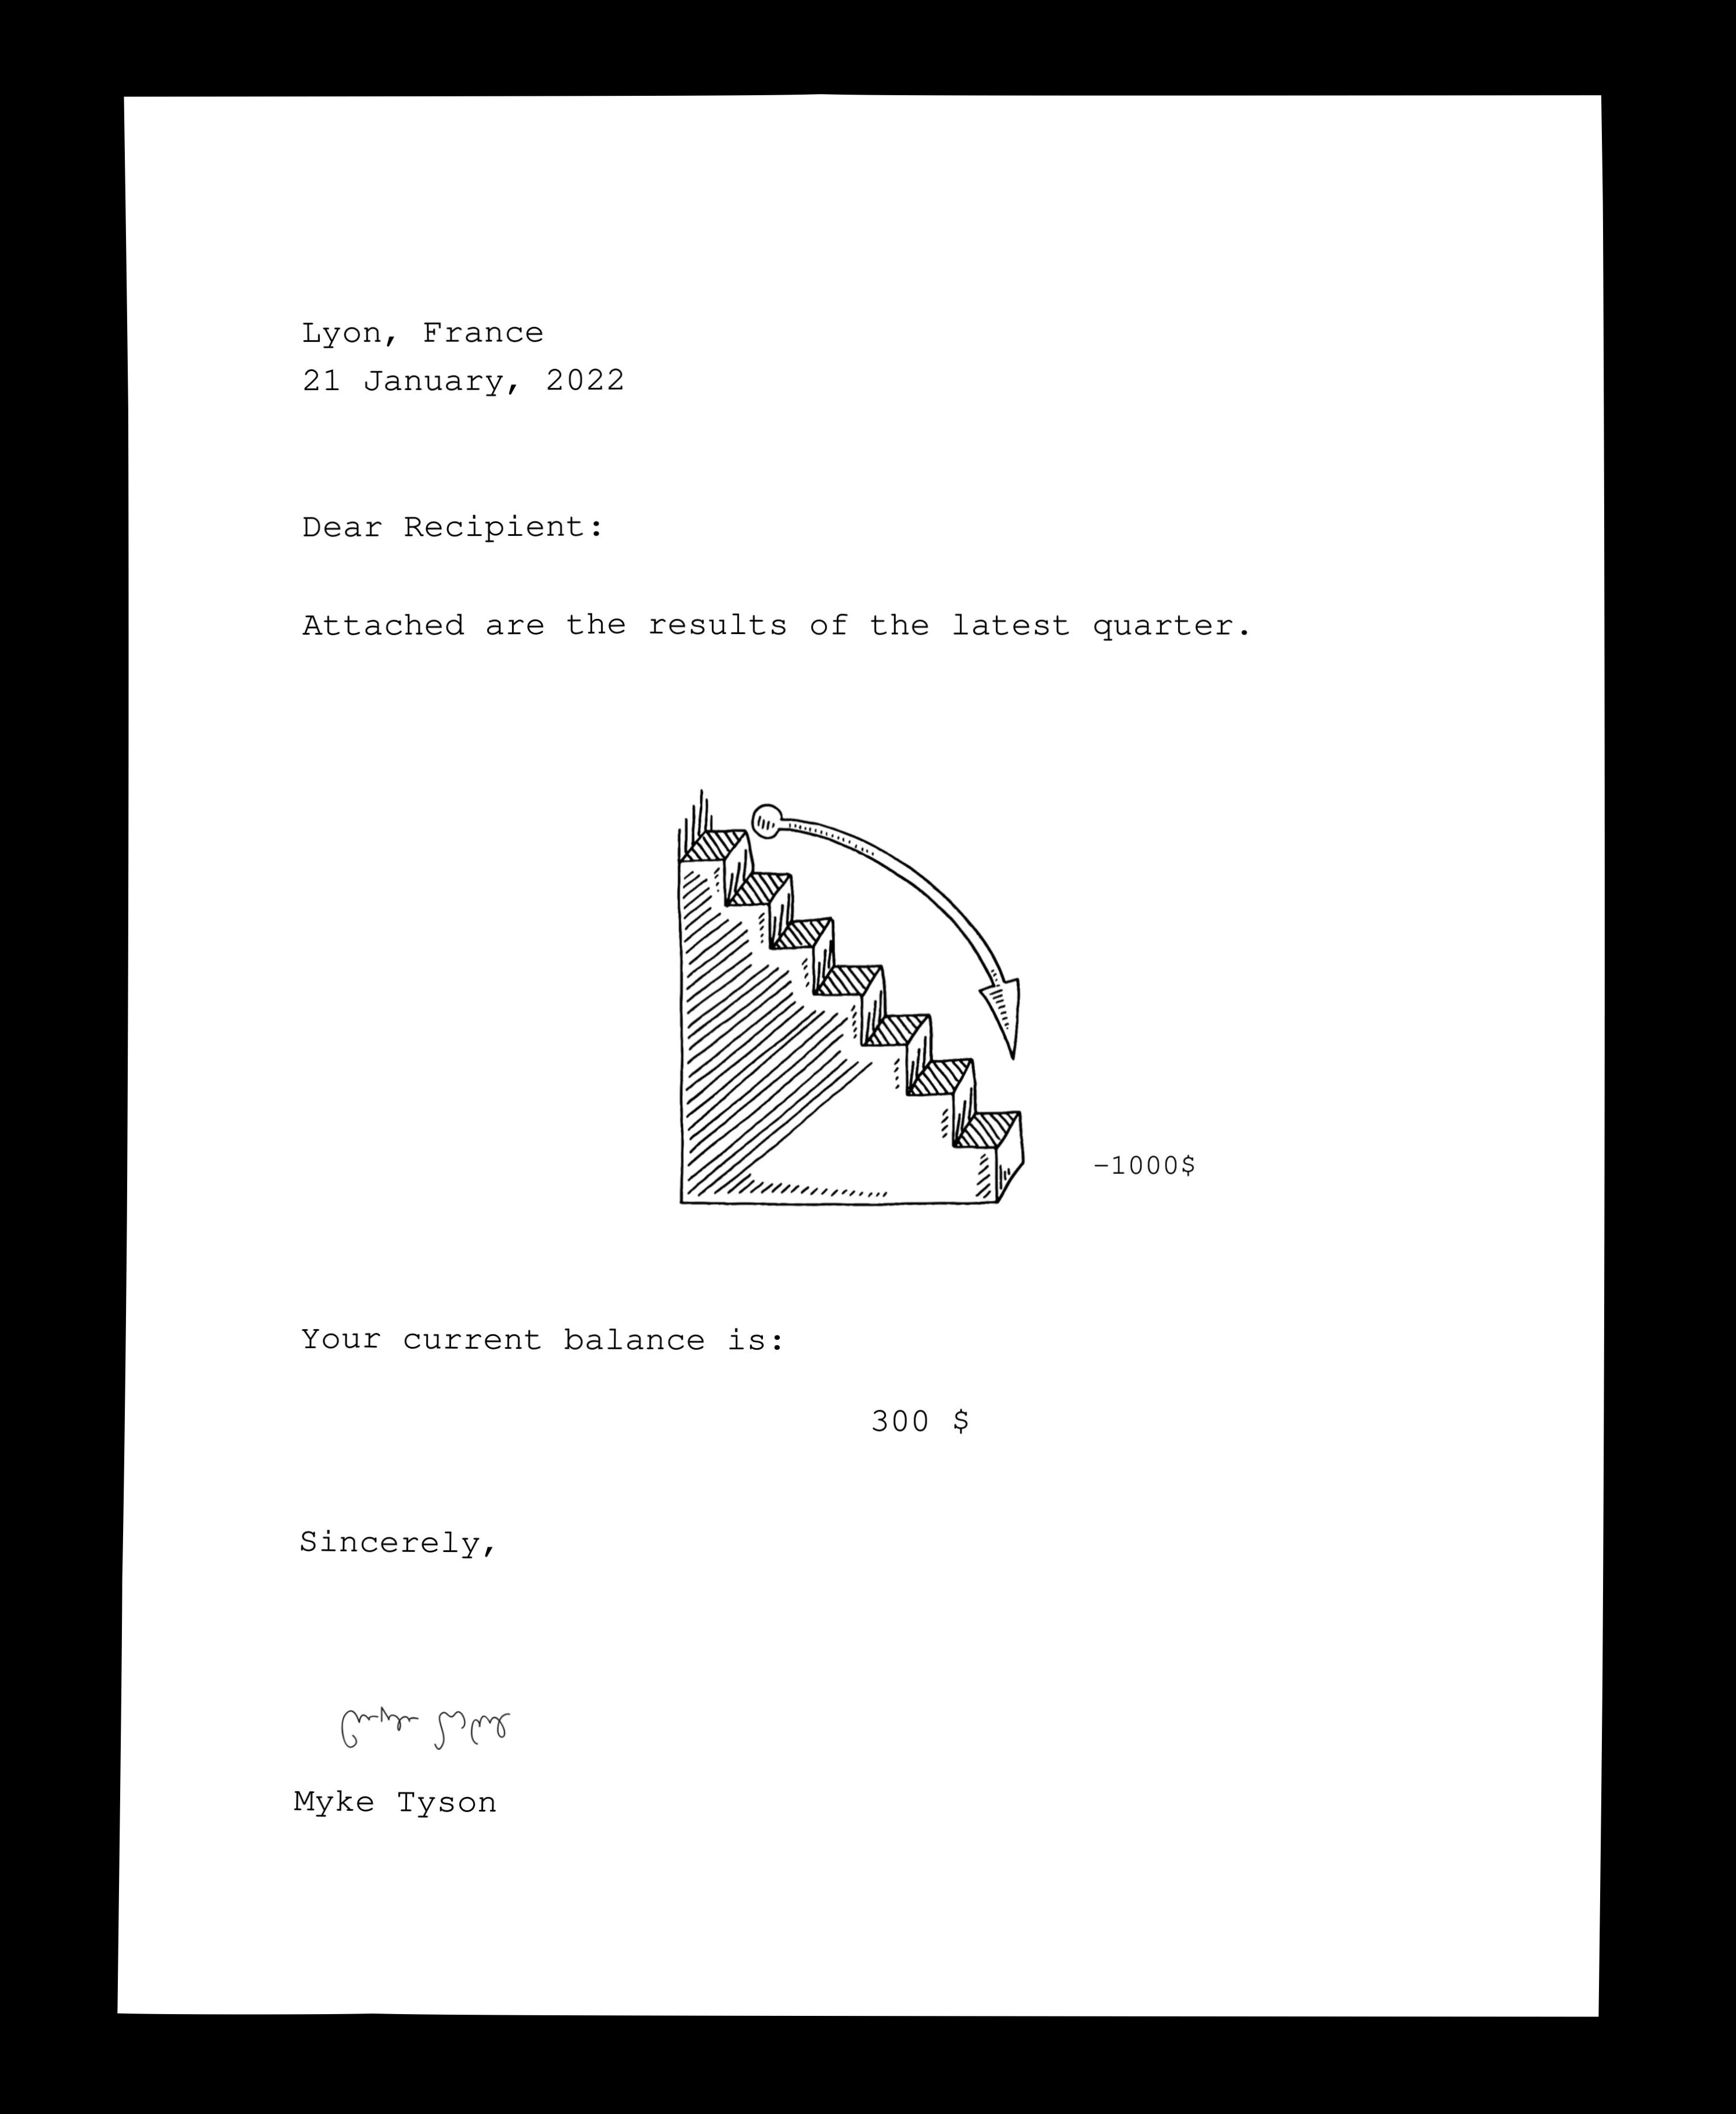 Lyon, France
21 January, 2022
Dear Recipient:
Attached are the results of the latest quarter.
-1000$
Your current balance is:
300 $
Sincerely,
Myke Tyson